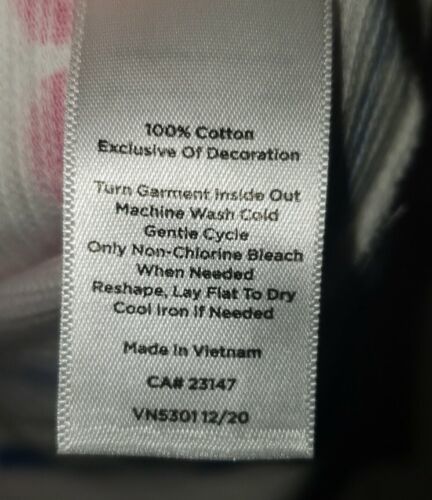 100% Cotton
Exclusive Of Decoration
Turn Garment Inside Out
Machine Wash Cold
Gentle Cycle
Only Non-Chlorine Bleach
When Needed
Reshape, Lay Flat To Dry
Cool Iron If Needed
Made In Vietnam
CA# 23147
VN5301 12/20